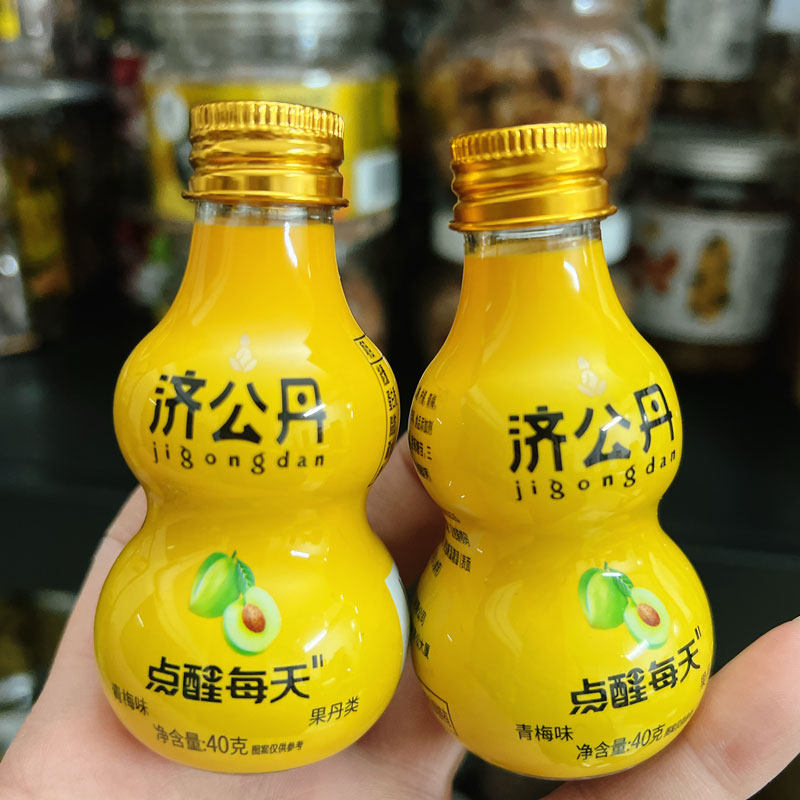 济公丹
jigongdan
点醒每天"
青梅味
果丹类
净含量:40克 图案仅供参考
济公丹
jigongdan
点醒每天"
青梅味
净含量:40克